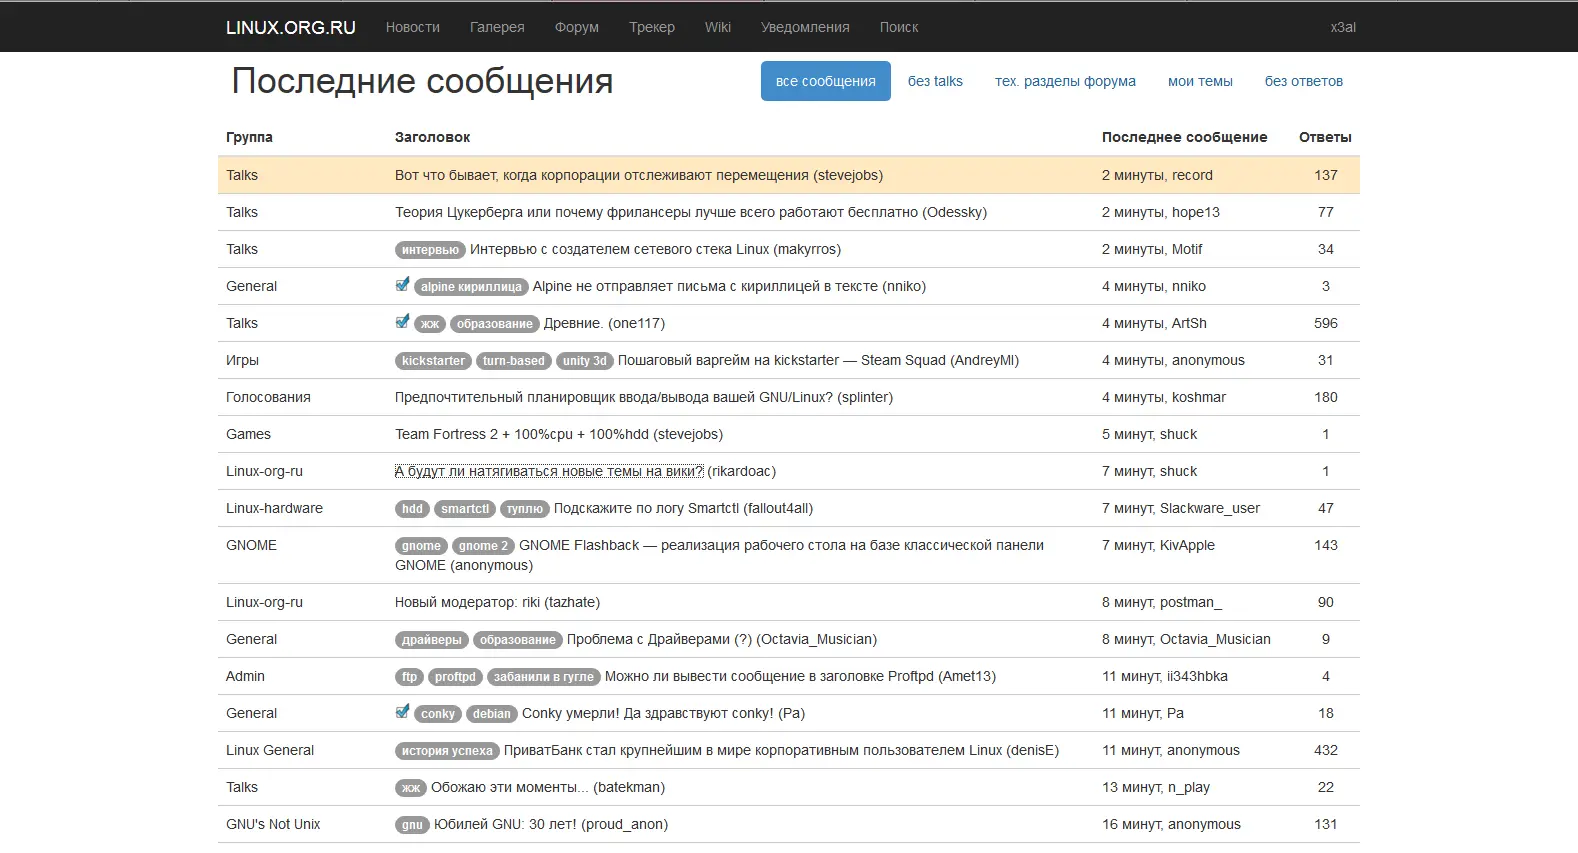 LINUX.ORG.RU Новости Галерея Форум Трекер Wiki Уведомления Поиск x3al
Последние сообщения все сообщения без talks тех. разделы форума мои темы без ответов
Группа Заголовок Последнее сообщение Ответы
Talks Вот что бывает, когда корпорации отслеживают перемещения (stevejobs) 2 минуты, record 137
Talks Теория Цукерберга или почему фрилансеры лучше всего работают бесплатно (Odessky) 2 минуты, hope13 77
Talks интервью Интервью с создателем сетевого стека Linux (makyrros) 2 минуты, Motif 34
General alpine кириллица Alpine не отправляет письма с кириллицей в тексте (nniko) 4 минуты, nniko 3
Talks жж образование Древние. (one117) 4 минуты, ArtSh 596
Игры kickstarter turn-based unity 3d Пошаговый варгейм на kickstarter — Steam Squad (AndreyMI) 4 минуты, anonymous 31
Голосования Предпочтительный планировщик ввода/вывода вашей GNU/Linux? (splinter) 4 минуты, koshmar 180
Games Team Fortress 2 + 100%cpu + 100%hdd (stevejobs) 5 минут, shuck 1
Linux-org-ru А будут ли натягиваться новые темы на вики? (rikardoac) 7 минут, shuck 1
Linux-hardware hdd smartctl туплю Подскажите по логу Smartctl (fallout4all) 7 минут, Slackware_user 47
GNOME gnome gnome 2 GNOME Flashback — реализация рабочего стола на базе классической панели 7 минут, KivApple 143
GNOME (anonymous)
Linux-org-ru Новый модератор: riki (tazhate) 8 минут, postman_ 90
General драйверы образование Проблема с Драйверами (?) (Octavia_Musician) 8 минут, Octavia_Musician 9
Admin ftp proftpd забанили в гугле Можно ли вывести сообщение в заголовке Proftpd (Amet13) 11 минут, ii343hbka 4
General conky debian Conky умерли! Да здравствуют conky! (Pa) 11 минут, Pa 18
Linux General история успеха ПриватБанк стал крупнейшим в мире корпоративным пользователем Linux (denisE) 11 минут, anonymous 432
Talks жж Обожаю эти моменты... (batekman) 13 минут, n_play 22
GNU's Not Unix gnu Юбилей GNU: 30 лет! (proud_anon) 16 минут, anonymous 131